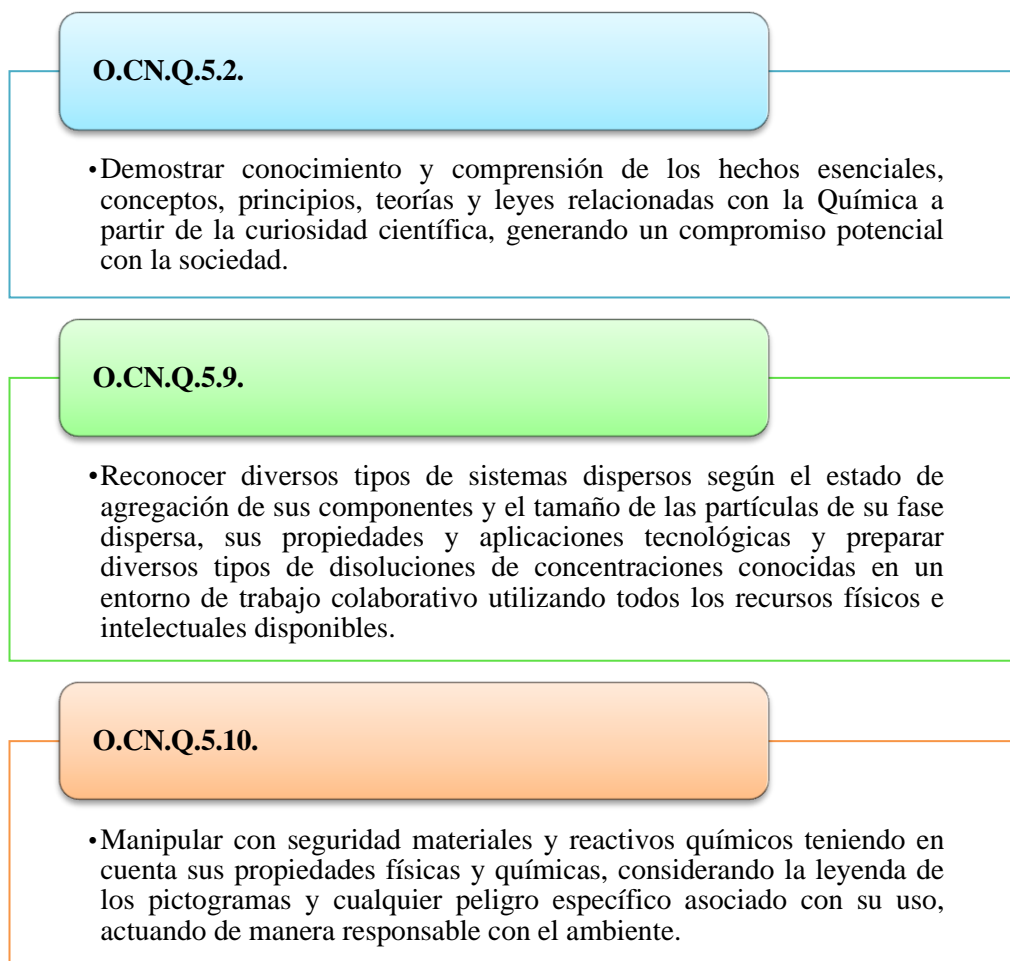 O.CN.Q.5.2.
•Demostrar conocimiento y comprensión de los hechos esenciales,
conceptos, principios, teorías y leyes relacionadas con la Química a
partir de la curiosidad científica, generando un compromiso potencial
con la sociedad.
O.CN.Q.5.9.
•Reconocer diversos tipos de sistemas dispersos según el estado de
agregación de sus componentes y el tamaño de las partículas de su fase
dispersa, sus propiedades y aplicaciones tecnológicas y preparar
diversos tipos de disoluciones de concentraciones conocidas en un
entorno de trabajo colaborativo utilizando todos los recursos físicos e
intelectuales disponibles.
O.CN.Q.5.10.
•Manipular con seguridad materiales y reactivos químicos teniendo en
cuenta sus propiedades físicas y químicas, considerando la leyenda de
los pictogramas y cualquier peligro específico asociado con su uso,
actuando de manera responsable con el ambiente.